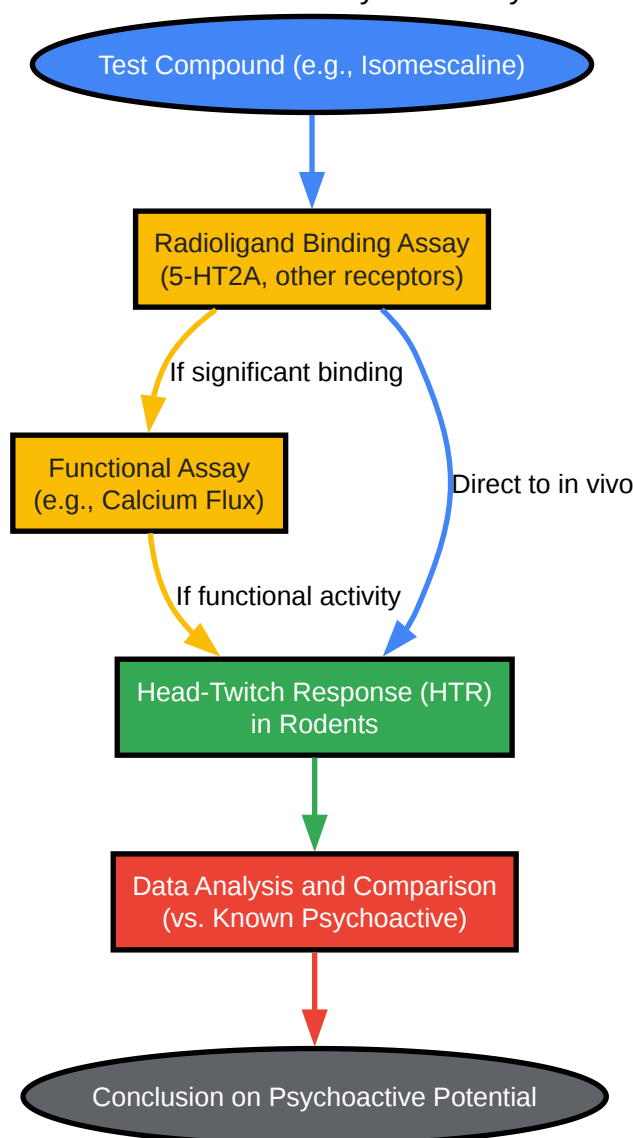 Test Compound (e.g., Isomescaline)
Radioligand Binding Assay
(5-HT2A, other receptors)
If significant binding
Functional Assay
(e.g., Calcium Flux)
Direct to in vivo
If functional activity
Head-Twitch Response (HTR)
in Rodents
Data Analysis and Comparison
(vs. Known Psychoactive)
Conclusion on Psychoactive Potential